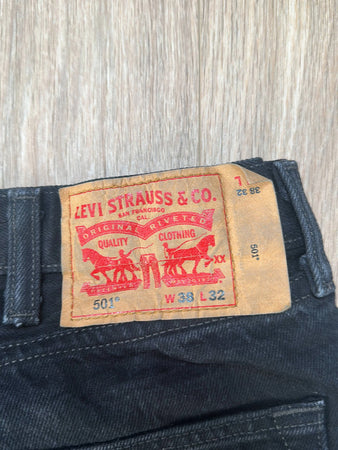 LEVI STRAUSS & CO.
SAN FRANCISCO
CAL.
ORIGINAL RIVETED
QUALITY CLOTHING
XX
501®
W 38 L 32
38 32
501®